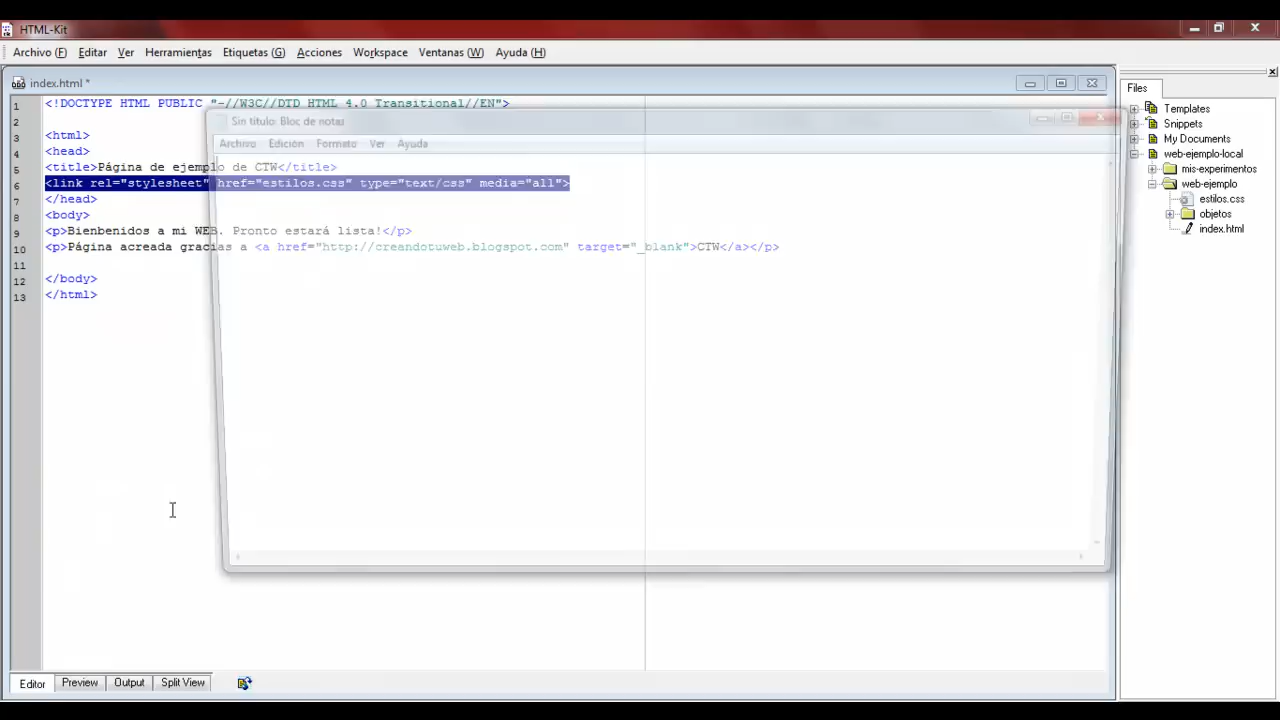 HTML-Kit
Archivo (F) Editar Ver Herramientas Etiquetas (G) Acciones Workspace Ventanas (W) Ayuda (H)
index.html *
Sin título: Bloc de notas
Archivo Edición Formato Ver Ayuda
1 <!DOCTYPE HTML PUBLIC "-//W3C//DTD HTML 4.0 Transitional//EN">
2
3 <html>
4 <head>
5 <title>Página de ejemplo de CTW</title>
6 <link rel="stylesheet" href="estilos.css" type="text/css" media="all">
7 </head>
8 <body>
9 <p>Bienbenidos a mi WEB. Pronto estará lista!</p>
10 <p>Página acreada gracias a <a href="http://creandotuweb.blogspot.com" target="_blank">CTW</a></p>
11
12 </body>
13 </html>
Editor Preview Output Split View
Files
Templates
Snippets
My Documents
web-ejemplo-local
mis-experimentos
web-ejemplo
estilos.css
objetos
index.html